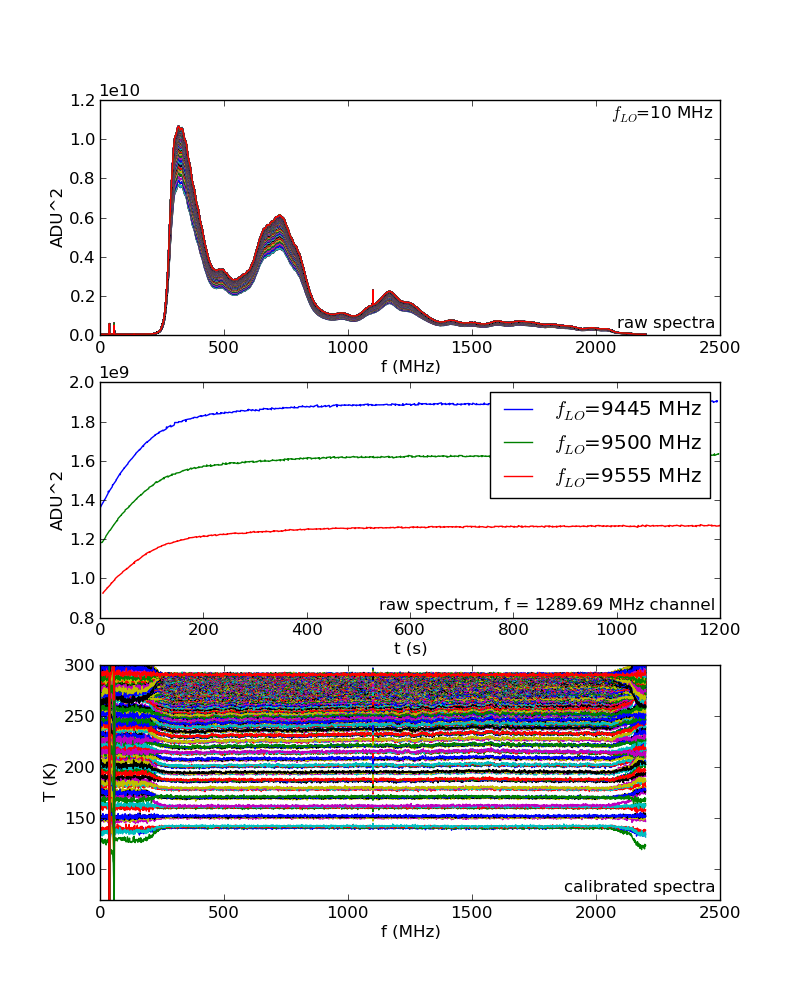 1e10
1.2
1.0
0.8
0.6
0.4
0.2
0.0
ADU^2
f_LO=10 MHz
raw spectra
0 500 1000 1500 2000 2500
f (MHz)
1e9
2.0
1.8
1.6
1.4
1.2
1.0
0.8
ADU^2
f_LO=9445 MHz
f_LO=9500 MHz
f_LO=9555 MHz
raw spectrum, f = 1289.69 MHz channel
0 200 400 600 800 1000 1200
t (s)
300
250
200
150
100
T (K)
calibrated spectra
0 500 1000 1500 2000 2500
f (MHz)